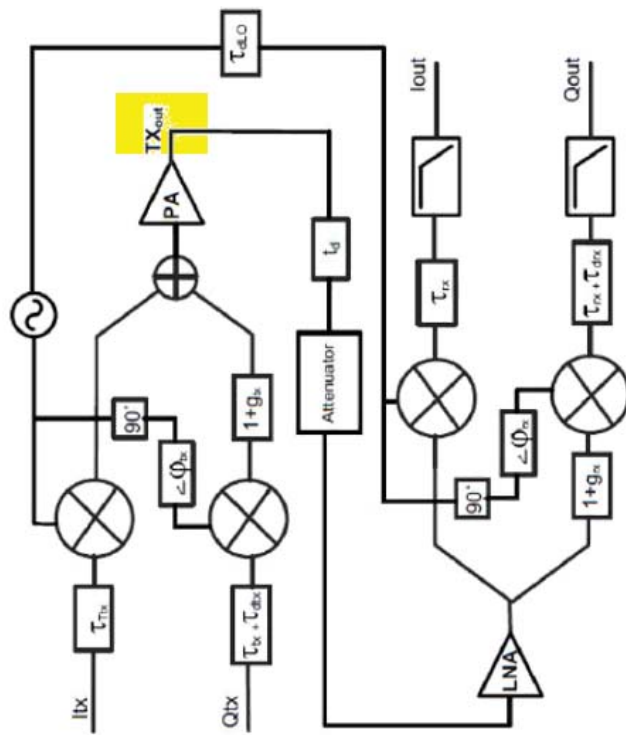 Itx
τTtx
90°
∠φtx
Qtx
τtx + τdtx
1+gtx
PA
TXout
τdLO
td
Attenuator
LNA
τrx
Iout
90°
∠φrx
1+grx
τrx + τdrx
Qout